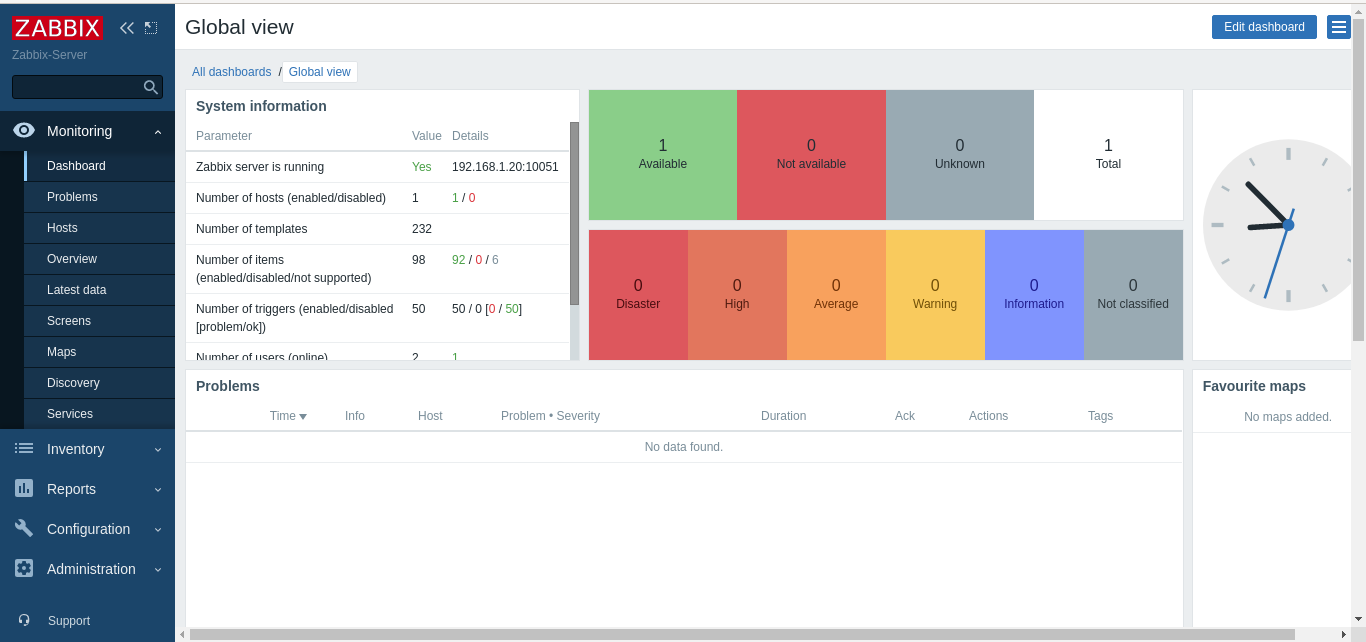 ZABBIX
Zabbix-Server
Monitoring
Dashboard
Problems
Hosts
Overview
Latest data
Screens
Maps
Discovery
Services
Inventory
Reports
Configuration
Administration
Support
Global view
Edit dashboard
All dashboards / Global view
System information
Parameter Value Details
Zabbix server is running Yes 192.168.1.20:10051
Number of hosts (enabled/disabled) 1 1 / 0
Number of templates 232
Number of items 98 92 / 0 / 6
(enabled/disabled/not supported)
Number of triggers (enabled/disabled 50 50 / 0 [0 / 50]
[problem/ok])
Number of users (online) 2 1
1 0 0 1
Available Not available Unknown Total
0 0 0 0 0 0
Disaster High Average Warning Information Not classified
Problems
Time Info Host Problem • Severity Duration Ack Actions Tags
No data found.
Favourite maps
No maps added.